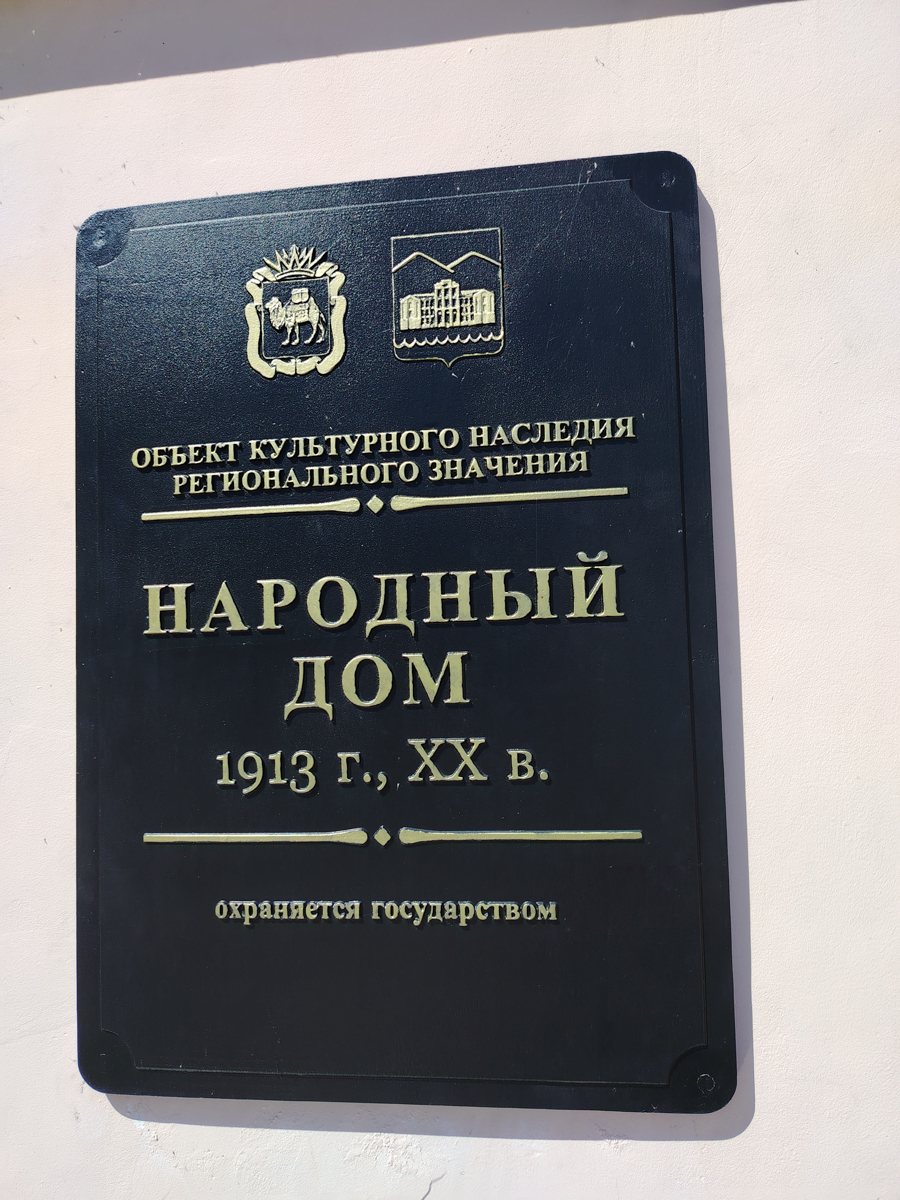 ОБЪЕКТ КУЛЬТУРНОГО НАСЛЕДИЯ
РЕГИОНАЛЬНОГО ЗНАЧЕНИЯ
НАРОДНЫЙ
ДОМ
1913 г., XX в.
охраняется государством